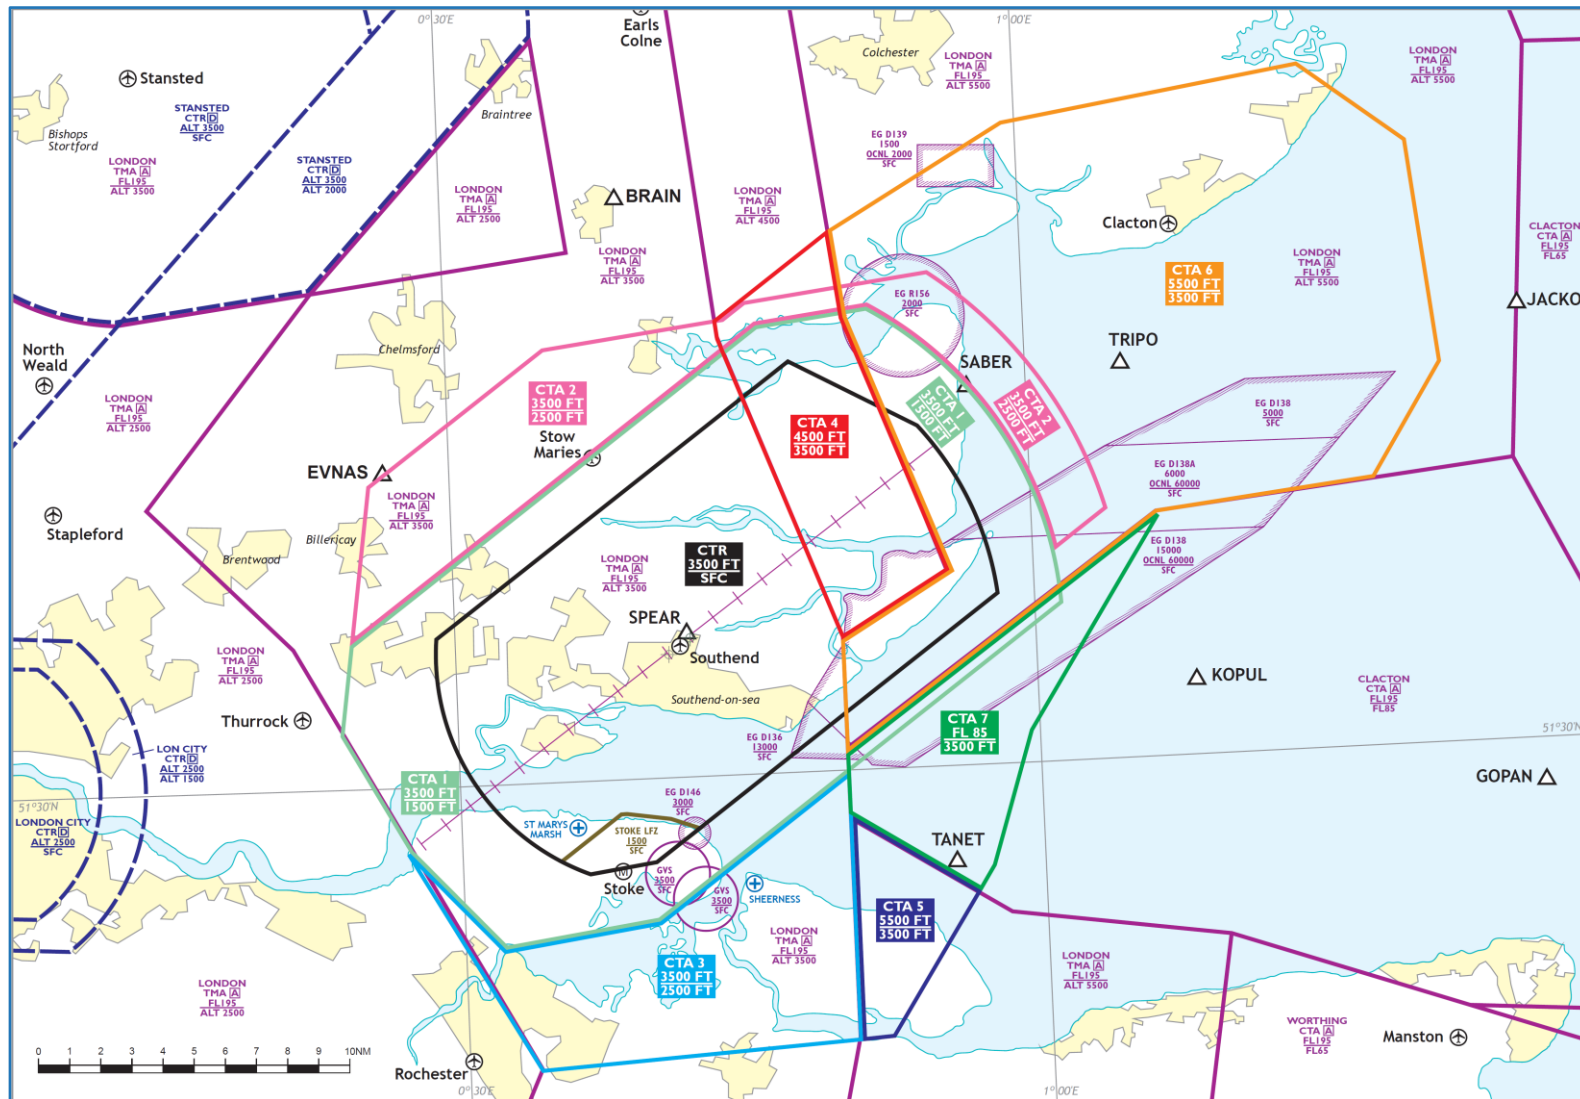 0°30'E
1°00'E
Earls
Colne
Colchester
LONDON
TMA A
FL195
ALT 5500
LONDON
TMA A
FL195
ALT 5500
Stansted
STANSTED
CTR D
ALT 3500
SFC
Braintree
Bishops
Stortford
LONDON
TMA A
FL195
ALT 3500
STANSTED
CTR D
ALT 3500
ALT 2000
LONDON
TMA A
FL195
ALT 2500
BRAIN
LONDON
TMA A
FL195
ALT 4500
EG D139
1500
OCNL 2000
SFC
Clacton
LONDON
TMA A
FL195
ALT 3500
CTA 6
5500 FT
3500 FT
LONDON
TMA A
FL195
ALT 5500
CLACTON
CTA A
FL195
FL65
JACKO
EG R156
2000
SFC
North
Weald
Chelmsford
SABER
TRIPO
LONDON
TMA A
FL195
ALT 2500
CTA 2
3500 FT
2500 FT
CTA 1
3500 FT
1500 FT
CTA 2
3500 FT
2500 FT
EG D138
5000
SFC
CTA 4
4500 FT
3500 FT
Stow
Maries
EVNAS
LONDON
TMA A
FL195
ALT 3500
EG D138A
6000
OCNL 60000
SFC
Stapleford
Brentwood
Billericay
CTR
3500 FT
SFC
LONDON
TMA A
FL195
ALT 3500
EG D138
15000
OCNL 60000
SFC
SPEAR
Southend
LONDON
TMA A
FL195
ALT 2500
KOPUL
CLACTON
CTA A
FL195
FL85
Southend-on-sea
Thurrock
CTA 7
FL 85
3500 FT
51°30'N
EG D136
13000
SFC
LON CITY
CTR D
ALT 2500
ALT 1500
GOPAN
CTA 1
3500 FT
1500 FT
51°30'N
EG D146
3000
SFC
LONDON CITY
CTR D
ALT 2500
SFC
ST MARYS
MARSH
STOKE LFZ
1500
SFC
TANET
M
Stoke
GVS
3500
SFC
GVS
3500
SFC
SHEERNESS
CTA 5
5500 FT
3500 FT
LONDON
TMA A
FL195
ALT 3500
CTA 3
3500 FT
2500 FT
LONDON
TMA A
FL195
ALT 5500
LONDON
TMA A
FL195
ALT 2500
WORTHING
CTA A
FL195
FL65
Manston
0 1 2 3 4 5 6 7 8 9 10NM
Rochester
0°30'E
1°00'E